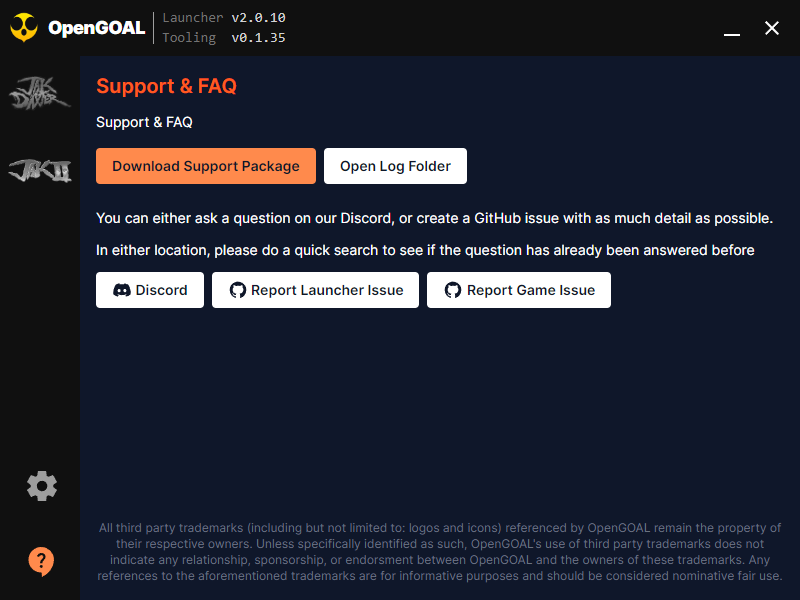 OpenGOAL
Launcher v2.0.10
Tooling v0.1.35
JAK
DAXTER
JAK II
Support & FAQ
Support & FAQ
Download Support Package
Open Log Folder
You can either ask a question on our Discord, or create a GitHub issue with as much detail as possible.
In either location, please do a quick search to see if the question has already been answered before
Discord
Report Launcher Issue
Report Game Issue
?
All third party trademarks (including but not limited to: logos and icons) referenced by OpenGOAL remain the property of
their respective owners. Unless specifically identified as such, OpenGOAL's use of third party trademarks does not
indicate any relationship, sponsorship, or endorsement between OpenGOAL and the owners of these trademarks. Any
references to the aforementioned trademarks are for informative purposes and should be considered nominative fair use.